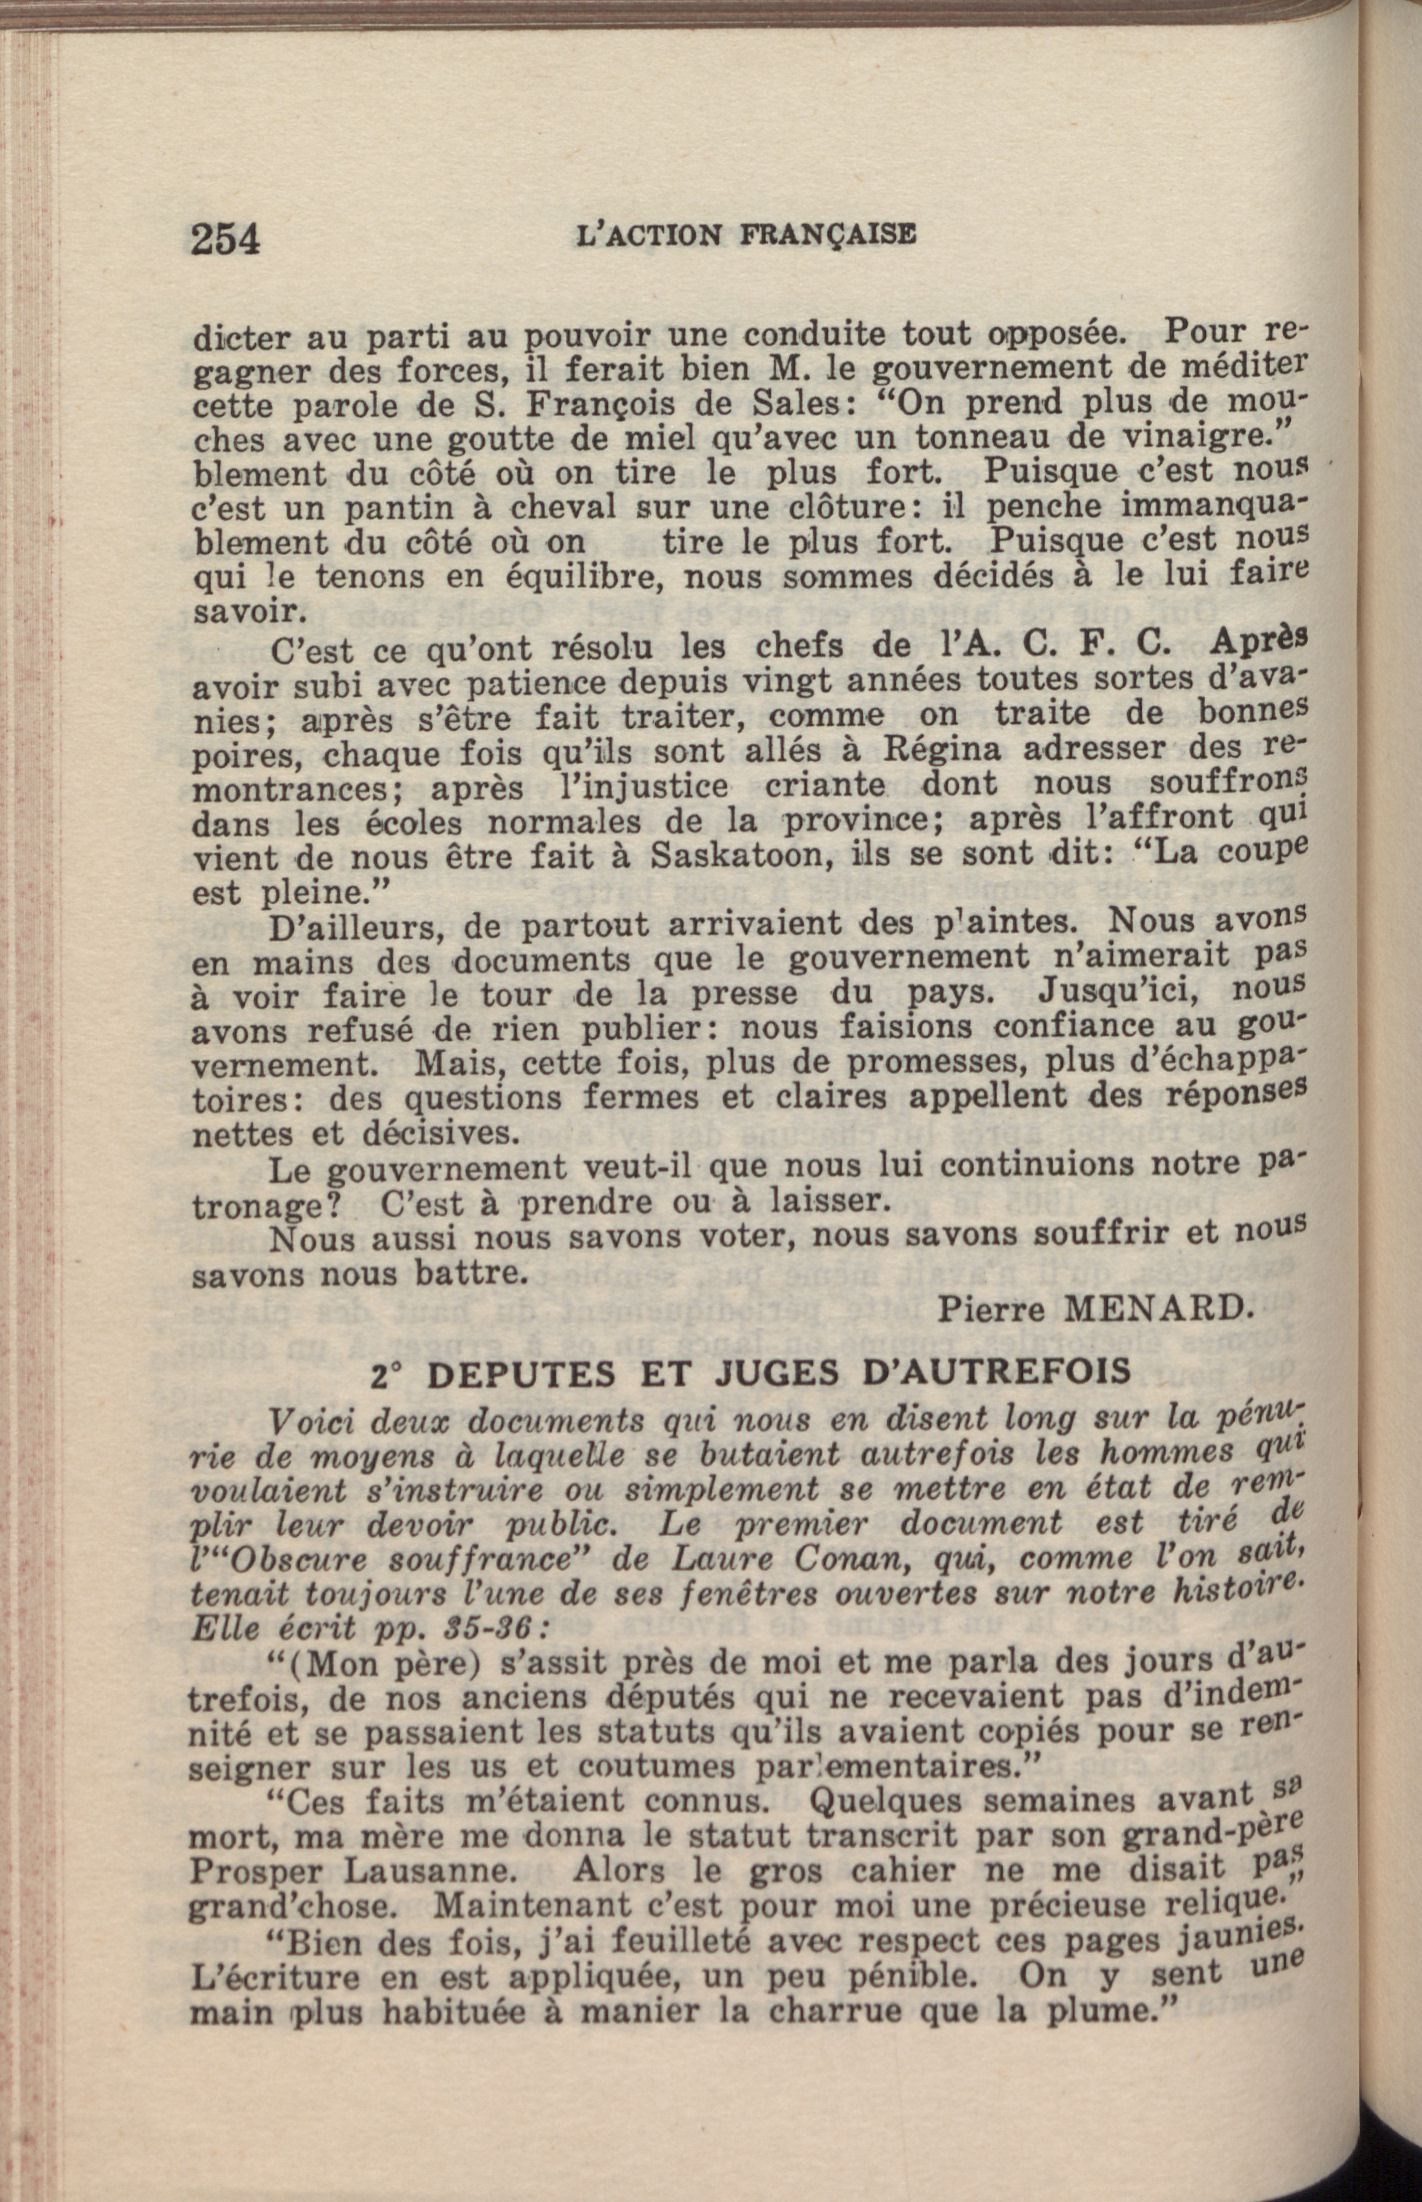 254
L'ACTION FRANÇAISE
dicter au parti au pouvoir une conduite tout opposée. Pour re-
gagner des forces, il ferait bien M. le gouvernement de méditer
cette parole de S. François de Sales: “On prend plus de mou-
ches avec une goutte de miel qu'avec un tonneau de vinaigre.”
blement du côté où on tire le plus fort. Puisque c'est nous
c'est un pantin à cheval sur une clôture: il penche immanqua-
blement du côté où on tire le plus fort. Puisque c'est nous
qui le tenons en équilibre, nous sommes décidés à le lui faire
savoir.
C'est ce qu'ont résolu les chefs de l'A. C. F. C. Après
avoir subi avec patience depuis vingt années toutes sortes d'ava-
nies; après s'être fait traiter, comme on traite de bonnes
poires, chaque fois qu'ils sont allés à Régina adresser des re-
montrances; après l'injustice criante dont nous souffrons
dans les écoles normales de la province; après l'affront qui
vient de nous être fait à Saskatoon, ils se sont dit: “La coupe
est pleine.”
D'ailleurs, de partout arrivaient des plaintes. Nous avons
en mains des documents que le gouvernement n'aimerait pas
à voir faire le tour de la presse du pays. Jusqu'ici, nous
avons refusé de rien publier: nous faisions confiance au gou-
vernement. Mais, cette fois, plus de promesses, plus d'échappa-
toires: des questions fermes et claires appellent des réponses
nettes et décisives.
Le gouvernement veut-il que nous lui continuions notre pa-
tronage? C'est à prendre ou à laisser.
Nous aussi nous savons voter, nous savons souffrir et nous
savons nous battre.
Pierre MENARD.
2° DEPUTES ET JUGES D'AUTREFOIS
Voici deux documents qui nous en disent long sur la pénu-
rie de moyens à laquelle se butaient autrefois les hommes qui
voulaient s'instruire ou simplement se mettre en état de rem-
plir leur devoir public. Le premier document est tiré de
l'“Obscure souffrance” de Laure Conan, qui, comme l'on sait,
tenait toujours l'une de ses fenêtres ouvertes sur notre histoire.
Elle écrit pp. 35-36:
“(Mon père) s'assit près de moi et me parla des jours d'au-
trefois, de nos anciens députés qui ne recevaient pas d'indem-
nité et se passaient les statuts qu'ils avaient copiés pour se ren-
seigner sur les us et coutumes parlementaires.”
“Ces faits m'étaient connus. Quelques semaines avant sa
mort, ma mère me donna le statut transcrit par son grand-père
Prosper Lausanne. Alors le gros cahier ne me disait pas
grand'chose. Maintenant c'est pour moi une précieuse relique.”
“Bien des fois, j'ai feuilleté avec respect ces pages jaunies.
L'écriture en est appliquée, un peu pénible. On y sent une
main plus habituée à manier la charrue que la plume.”